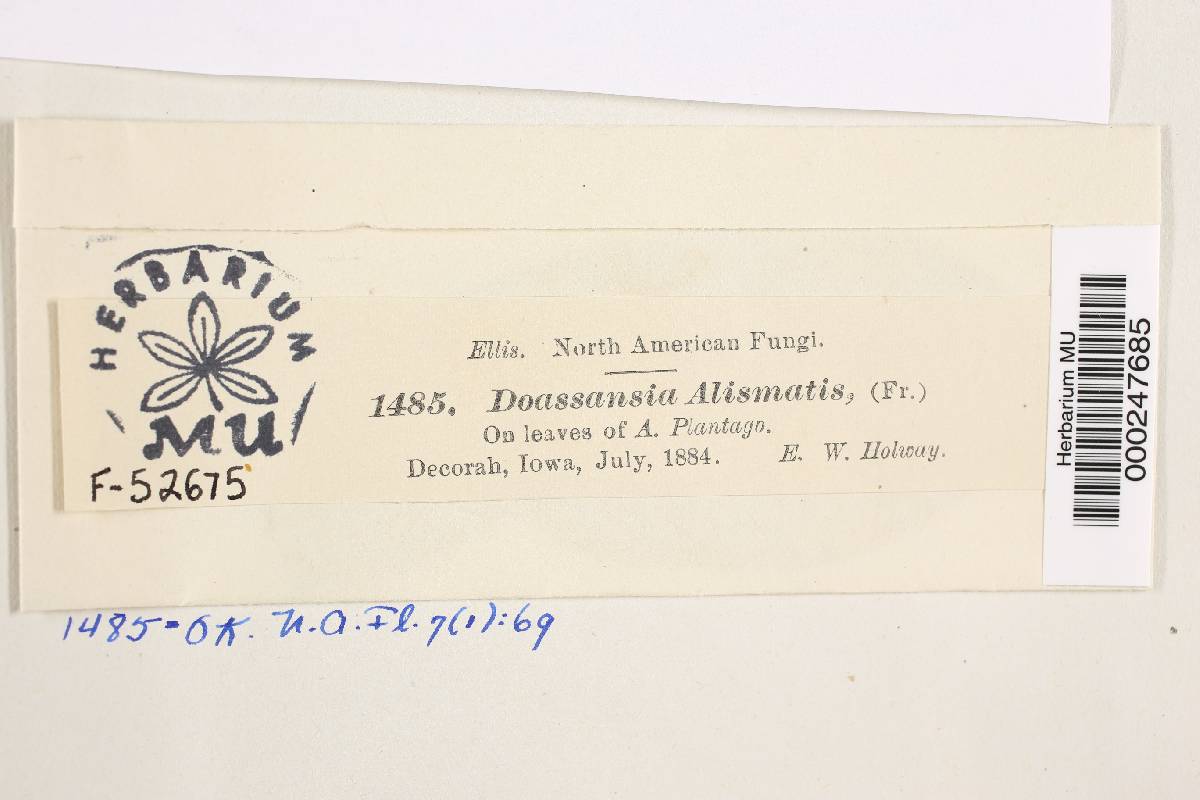 HERBARIUM
MU
F-52675
Ellis. North American Fungi.
1485. Doassansia Alismatis, (Fr.)
On leaves of A. Plantago.
Decorah, Iowa, July, 1884. E. W. Holway.
Herbarium MU
000247685
1485=OK. N.A.Fl. 7(1):69